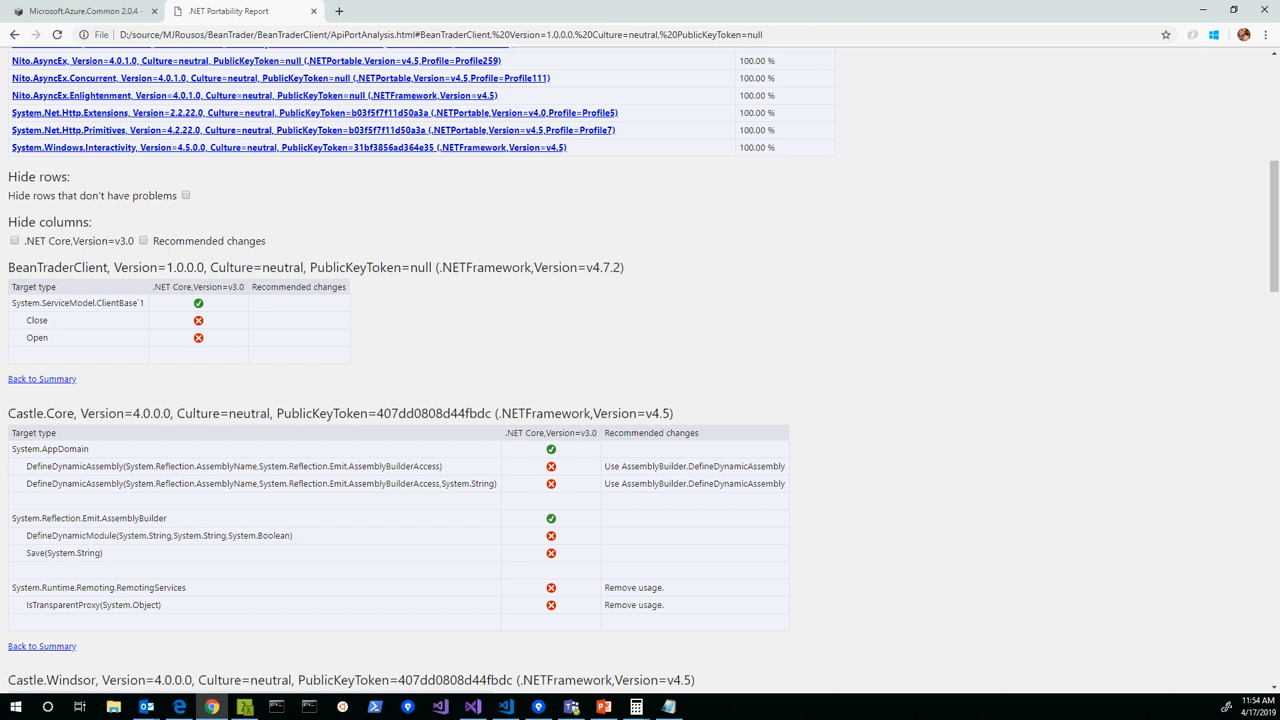 Microsoft.Azure.Common 2.0.4 -
.NET Portability Report
File
D:/source/MJRousos/BeanTrader/BeanTraderClient/ApiPortAnalysis.html#BeanTraderClient,%20Version=1.0.0.0,%20Culture=neutral,%20PublicKeyToken=null
Nito.AsyncEx, Version=4.0.1.0, Culture=neutral, PublicKeyToken=null (.NETPortable,Version=v4.5,Profile=Profile259) 100.00 %
Nito.AsyncEx.Concurrent, Version=4.0.1.0, Culture=neutral, PublicKeyToken=null (.NETPortable,Version=v4.5,Profile=Profile111) 100.00 %
Nito.AsyncEx.Enlightenment, Version=4.0.1.0, Culture=neutral, PublicKeyToken=null (.NETFramework,Version=v4.5) 100.00 %
System.Net.Http.Extensions, Version=2.2.22.0, Culture=neutral, PublicKeyToken=b03f5f7f11d50a3a (.NETPortable,Version=v4.0,Profile=Profile5) 100.00 %
System.Net.Http.Primitives, Version=4.2.22.0, Culture=neutral, PublicKeyToken=b03f5f7f11d50a3a (.NETPortable,Version=v4.5,Profile=Profile7) 100.00 %
System.Windows.Interactivity, Version=4.5.0.0, Culture=neutral, PublicKeyToken=31bf3856ad364e35 (.NETFramework,Version=v4.5) 100.00 %
Hide rows:
Hide rows that don't have problems
Hide columns:
.NET Core,Version=v3.0 Recommended changes
BeanTraderClient, Version=1.0.0.0, Culture=neutral, PublicKeyToken=null (.NETFramework,Version=v4.7.2)
Target type .NET Core,Version=v3.0 Recommended changes
System.ServiceModel.ClientBase`1
Close
Open
Back to Summary
Castle.Core, Version=4.0.0.0, Culture=neutral, PublicKeyToken=407dd0808d44fbdc (.NETFramework,Version=v4.5)
Target type .NET Core,Version=v3.0 Recommended changes
System.AppDomain
DefineDynamicAssembly(System.Reflection.AssemblyName,System.Reflection.Emit.AssemblyBuilderAccess) Use AssemblyBuilder.DefineDynamicAssembly
DefineDynamicAssembly(System.Reflection.AssemblyName,System.Reflection.Emit.AssemblyBuilderAccess,System.String) Use AssemblyBuilder.DefineDynamicAssembly
System.Reflection.Emit.AssemblyBuilder
DefineDynamicModule(System.String,System.String,System.Boolean)
Save(System.String)
System.Runtime.Remoting.RemotingServices Remove usage.
IsTransparentProxy(System.Object) Remove usage.
Back to Summary
Castle.Windsor, Version=4.0.0.0, Culture=neutral, PublicKeyToken=407dd0808d44fbdc (.NETFramework,Version=v4.5)
11:54 AM
4/17/2019